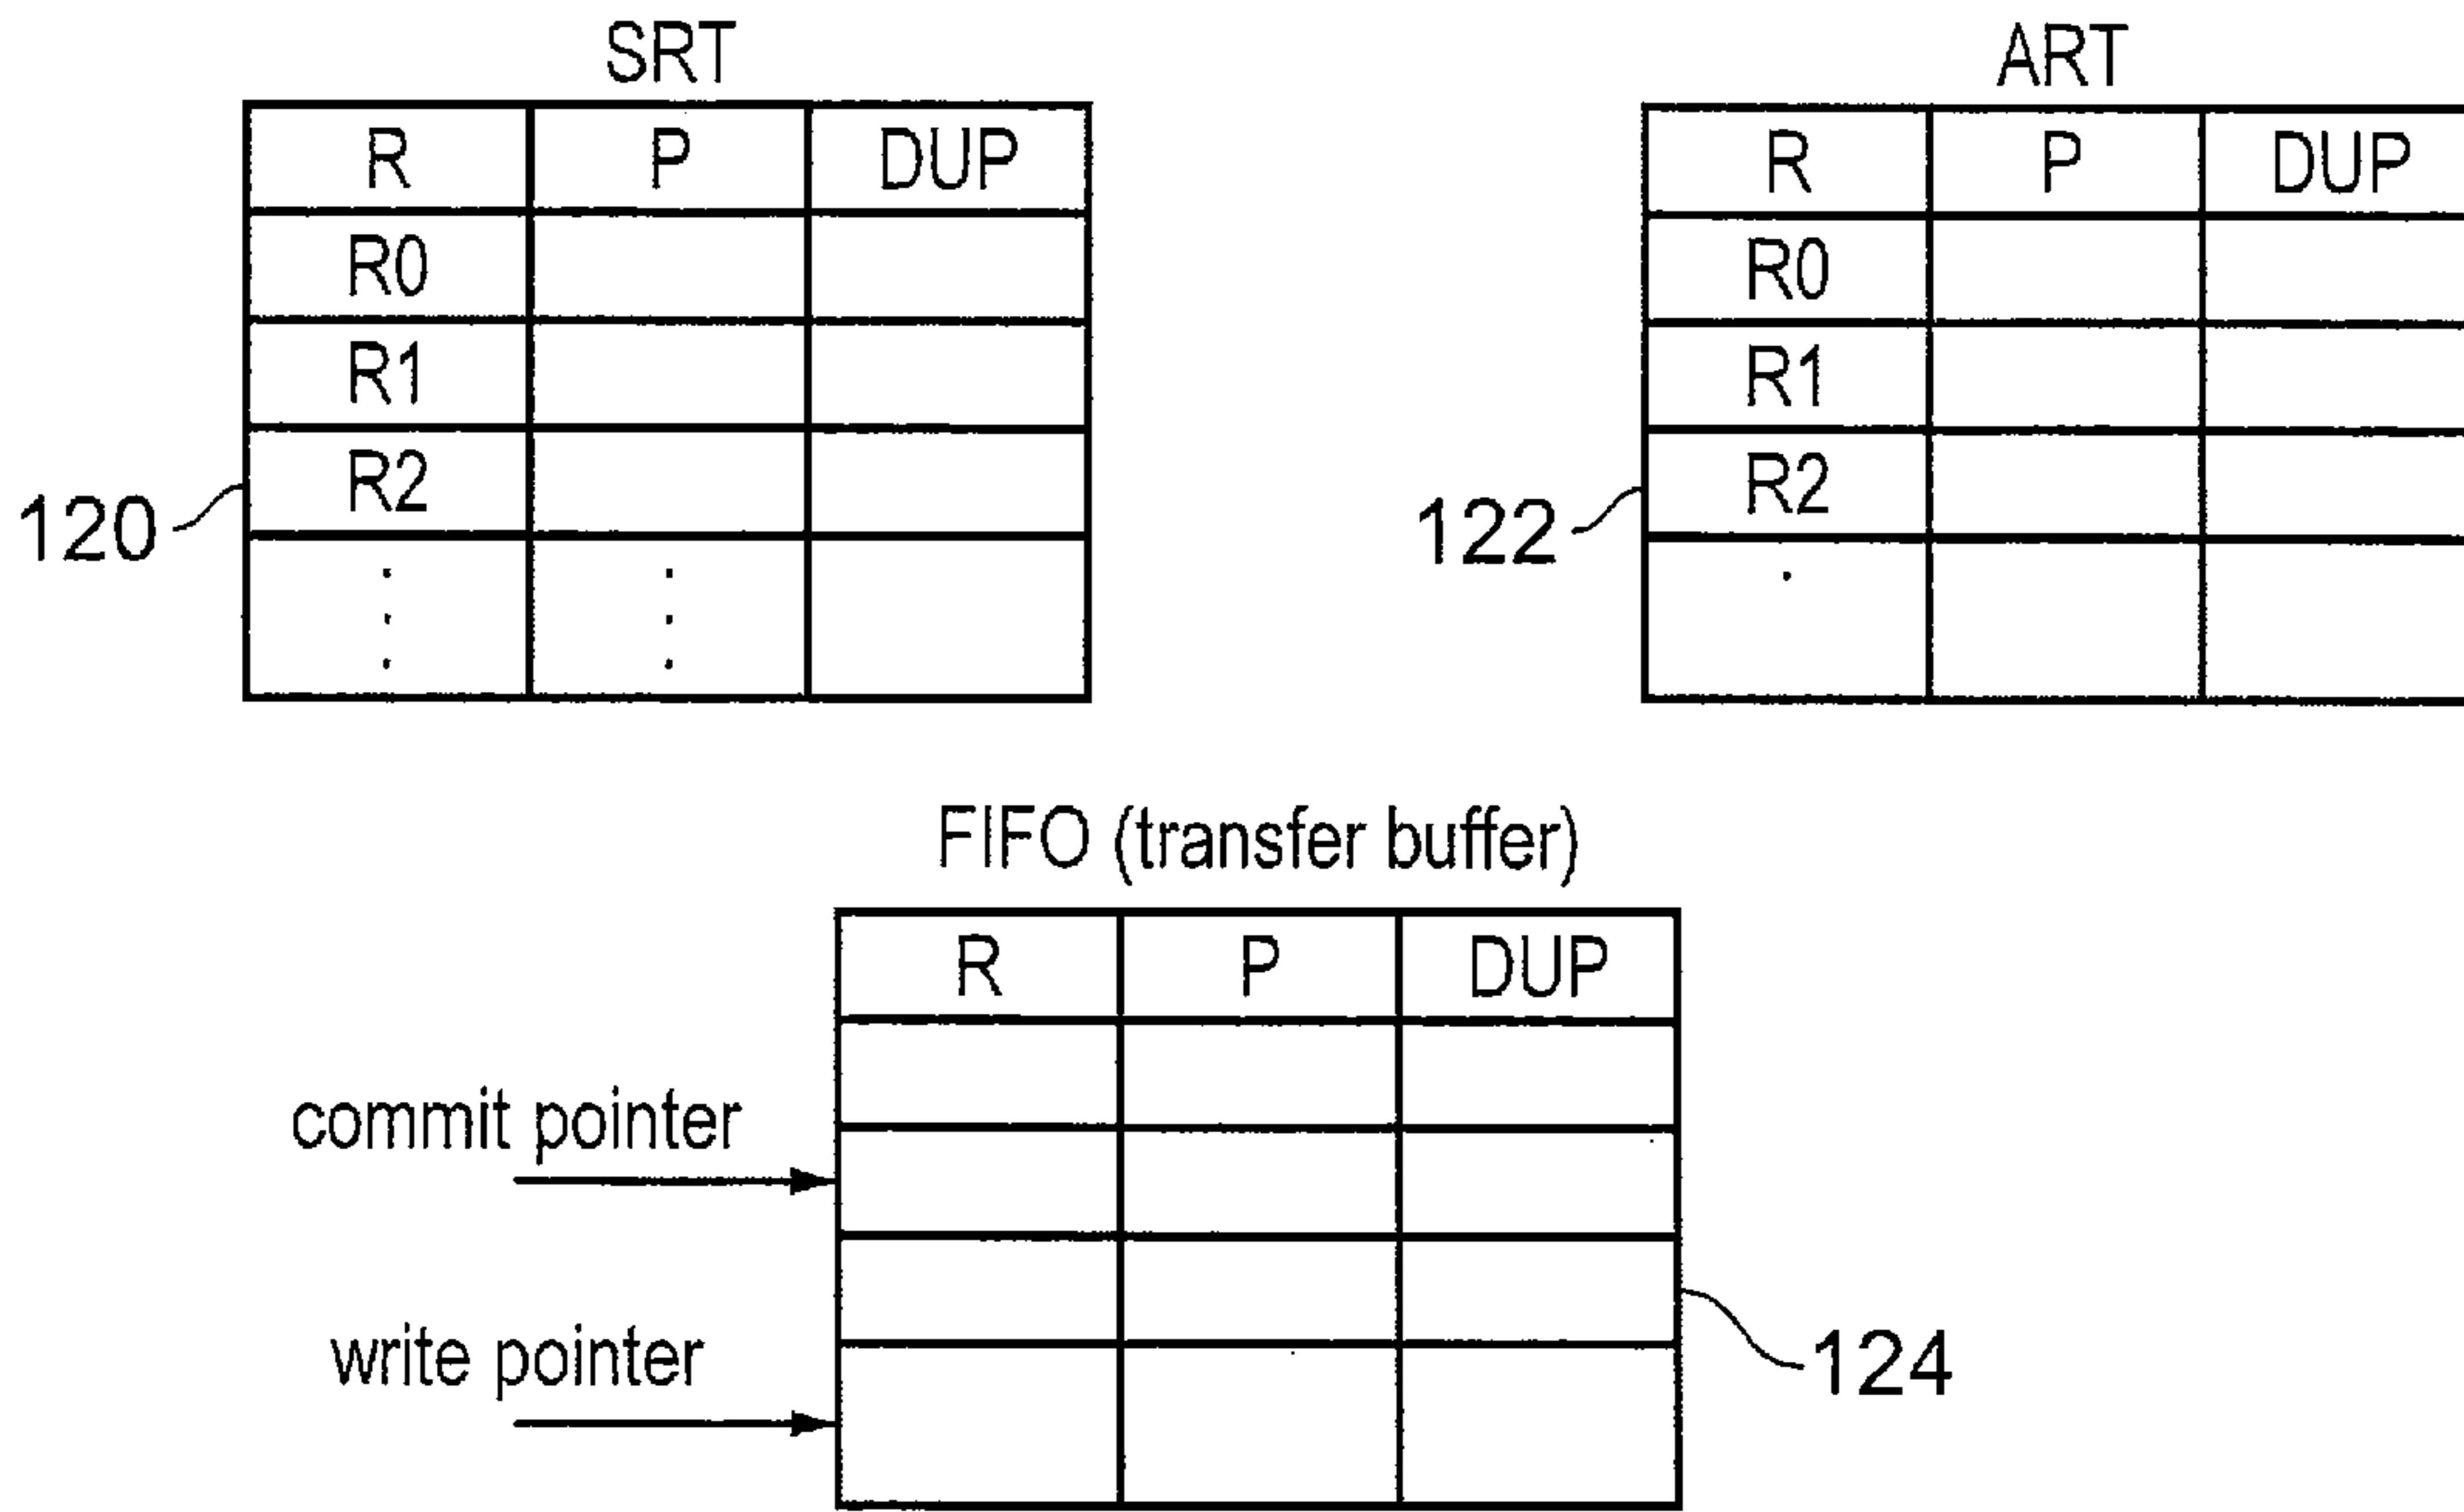 SRT
R P DUP
R0
R1
R2
120
ART
R P DUP
R0
R1
R2
122
FIFO (transfer buffer)
R P DUP
commit pointer
write pointer
124